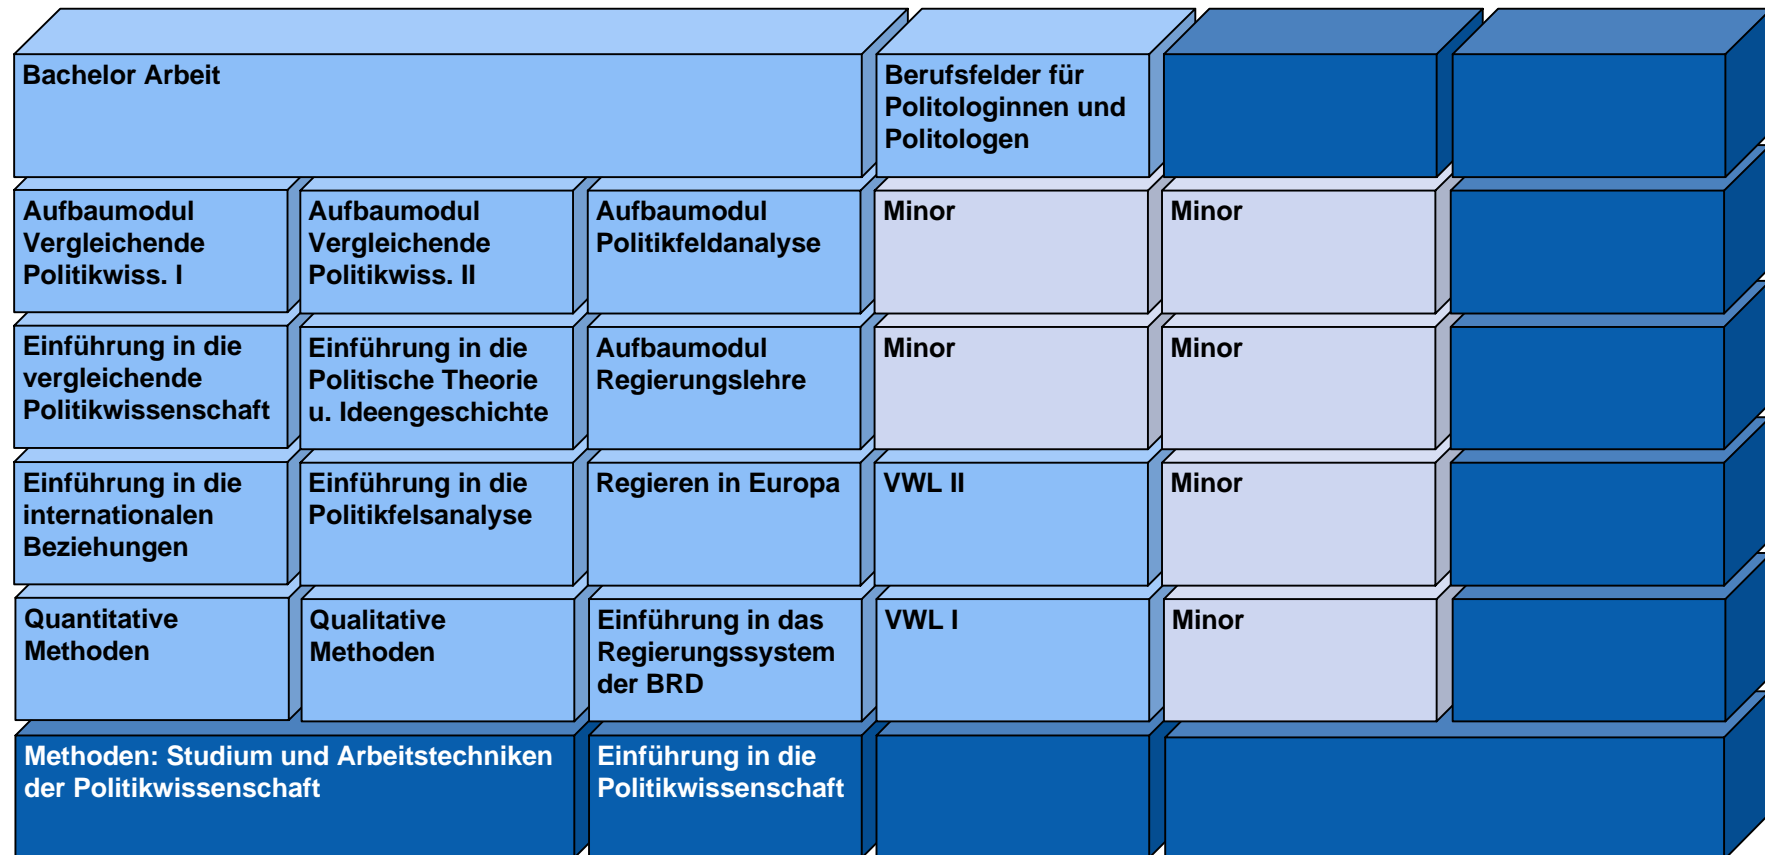 Bachelor Arbeit
Berufsfelder für
Politologinnen und
Politologen
Aufbaumodul
Vergleichende
Politikwiss. I
Aufbaumodul
Vergleichende
Politikwiss. II
Aufbaumodul
Politikfeldanalyse
Minor
Minor
Einführung in die
vergleichende
Politikwissenschaft
Einführung in die
Politische Theorie
u. Ideengeschichte
Aufbaumodul
Regierungslehre
Minor
Minor
Einführung in die
internationalen
Beziehungen
Einführung in die
Politikfelsanalyse
Regieren in Europa
VWL II
Minor
Quantitative
Methoden
Qualitative
Methoden
Einführung in das
Regierungssystem
der BRD
VWL I
Minor
Methoden: Studium und Arbeitstechniken
der Politikwissenschaft
Einführung in die
Politikwissenschaft